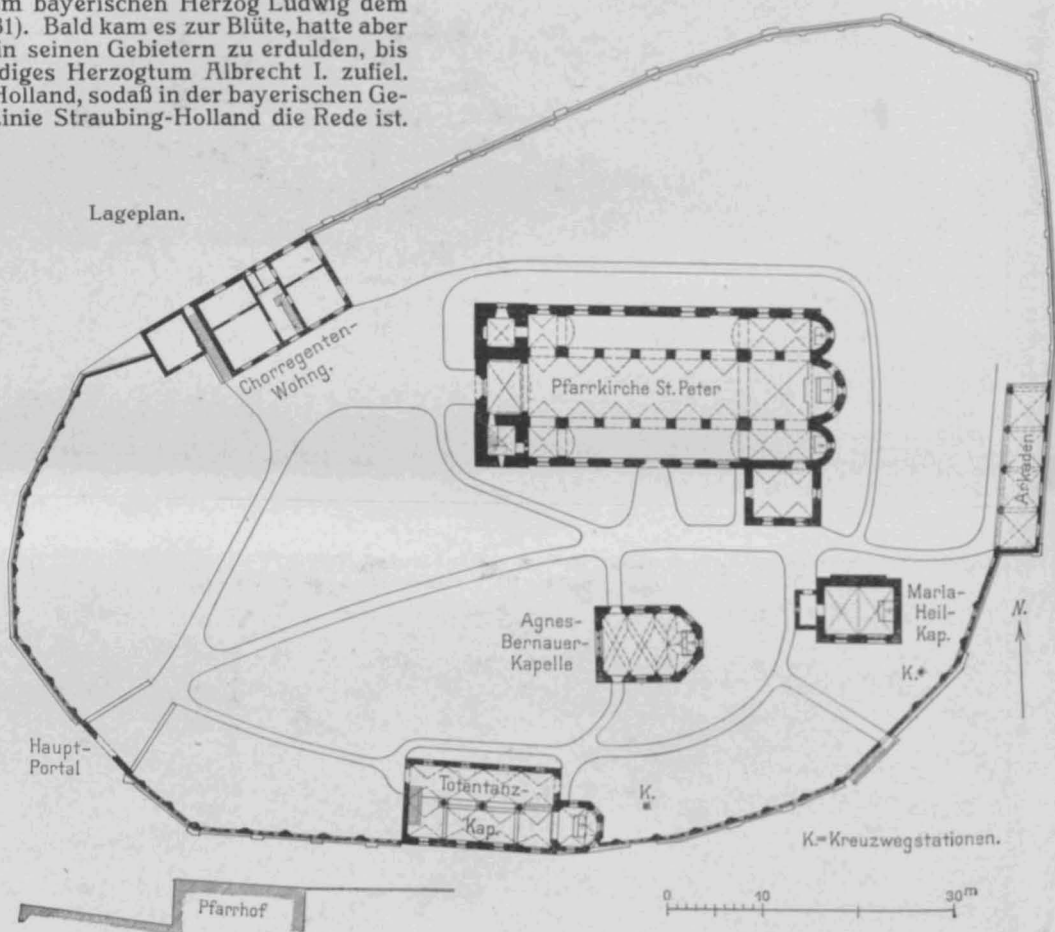 m bayerischen Herzog Ludwig dem
31). Bald kam es zur Blüte, hatte aber
in seinen Gebietern zu erdulden, bis
diges Herzogtum Albrecht I. zufiel.
Holland, sodaß in der bayerischen Ge-
Linie Straubing-Holland die Rede ist.
Lageplan.
Chorregenten-
Wohng.
Pfarrkirche St. Peter
Arkaden
Agnes-
Bernauer-
Kapelle
Maria-
Heil-
Kap.
N.
K.
Haupt-
Portal
Totentanz-
Kap.
K.
K.=Kreuzwegstationen.
Pfarrhof
0 10 30m